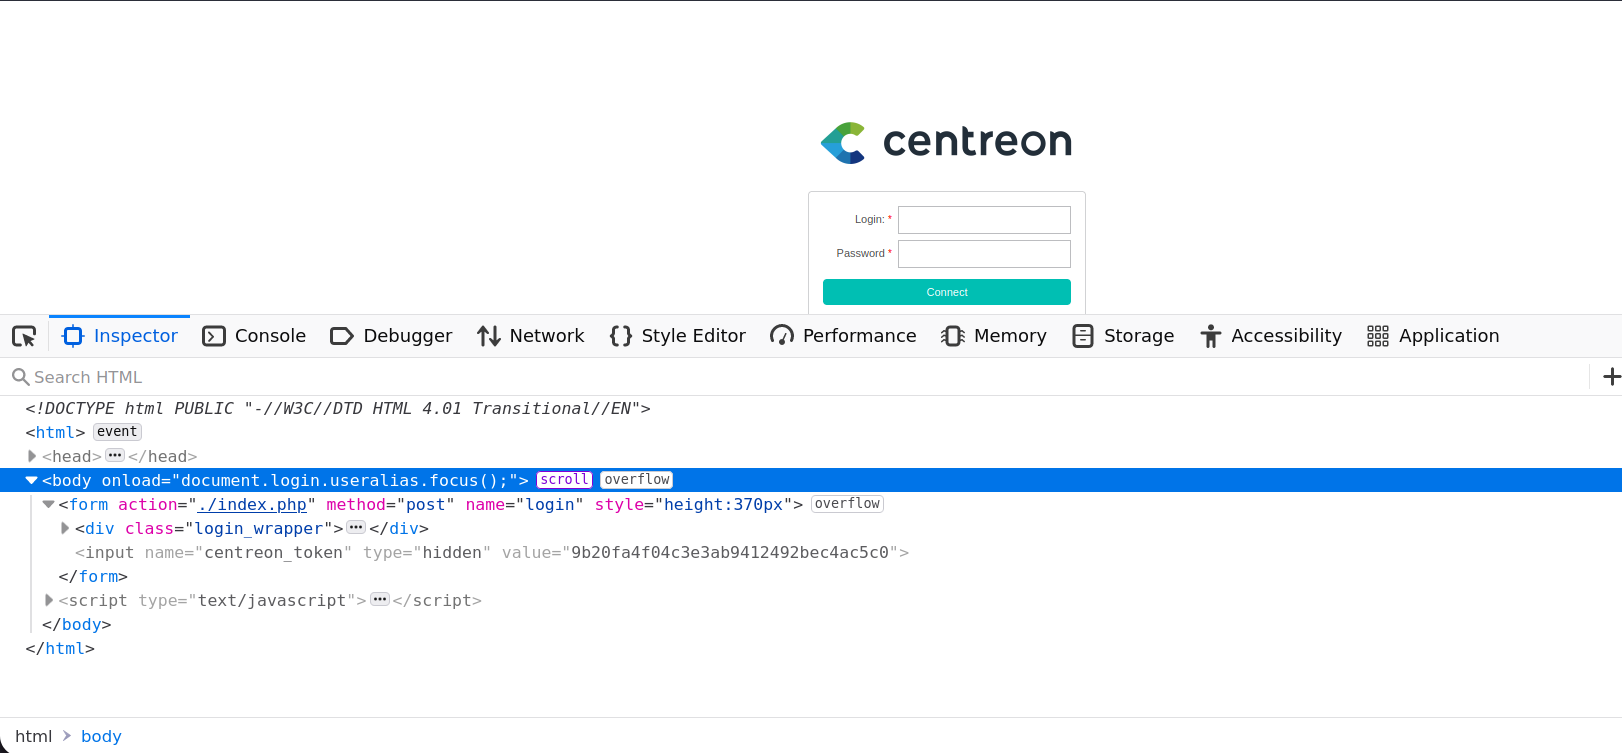 centreon
Login: *
Password *
Connect
Inspector Console Debugger Network Style Editor Performance Memory Storage Accessibility Application
Search HTML
<!DOCTYPE html PUBLIC "-//W3C//DTD HTML 4.01 Transitional//EN">
<html> event
<head>•••</head>
<body onload="document.login.useralias.focus();"> scroll overflow
<form action="./index.php" method="post" name="login" style="height:370px"> overflow
<div class="login_wrapper">•••</div>
<input name="centreon_token" type="hidden" value="9b20fa4f04c3e3ab9412492bec4ac5c0">
</form>
<script type="text/javascript">•••</script>
</body>
</html>
html > body